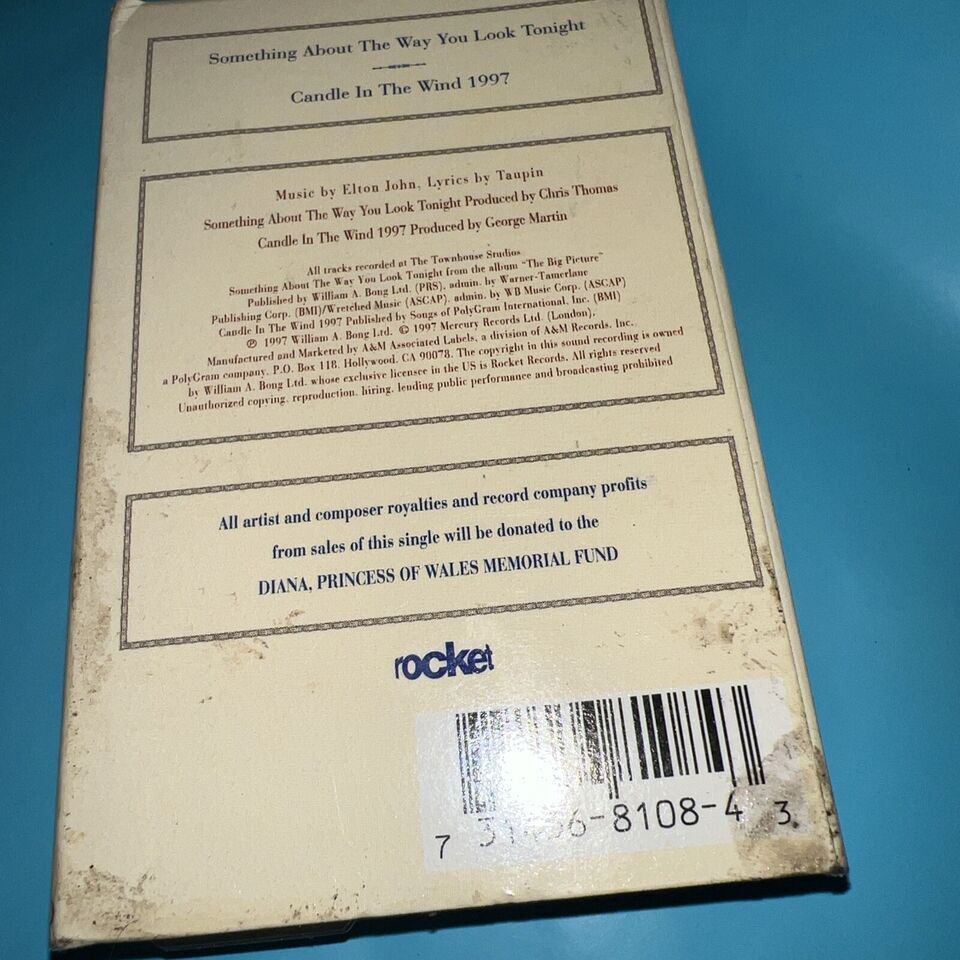 Something About The Way You Look Tonight
Candle In The Wind 1997
Music by Elton John, Lyrics by Taupin
Something About The Way You Look Tonight Produced by Chris Thomas
Candle In The Wind 1997 Produced by George Martin
All tracks recorded at The Townhouse Studios
Something About The Way You Look Tonight from the album "The Big Picture"
Published by William A. Bong Ltd. (PRS), admin. by Warner-Tamerlane
Publishing Corp. (BMI)/Wretched Music (ASCAP), admin. by WB Music Corp. (ASCAP)
Candle In The Wind 1997 Published by Songs of PolyGram International, Inc. (BMI)
℗ 1997 William A. Bong Ltd. © 1997 Mercury Records Ltd. (London).
Manufactured and Marketed by A&M Associated Labels, a division of A&M Records, Inc.,
a PolyGram company, P.O. Box 118, Hollywood, CA 90078. The copyright in this sound recording is owned
by William A. Bong Ltd. whose exclusive licensee in the US is Rocket Records. All rights reserved
Unauthorized copying, reproduction, hiring, lending public performance and broadcasting prohibited
All artist and composer royalties and record company profits
from sales of this single will be donated to the
DIANA, PRINCESS OF WALES MEMORIAL FUND
rocket
7 8108-4 3